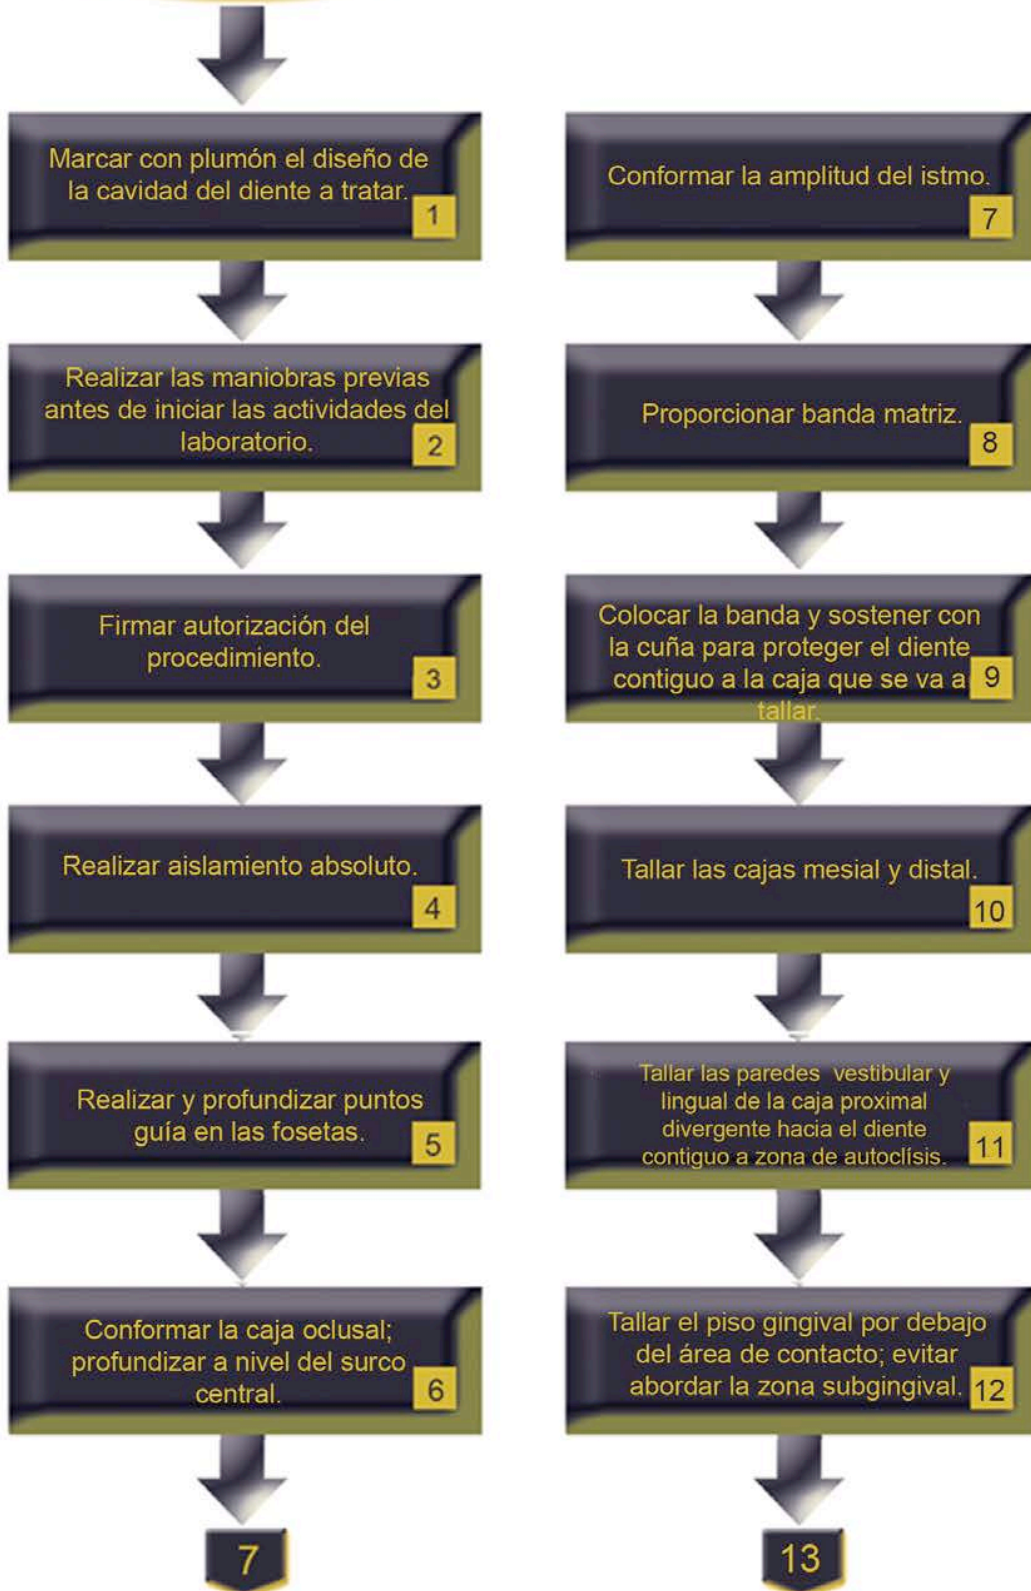 Marcar con plumón el diseño de
la cavidad del diente a tratar.
1
Realizar las maniobras previas
antes de iniciar las actividades del
laboratorio.
2
Firmar autorización del
procedimiento.
3
Realizar aislamiento absoluto.
4
Realizar y profundizar puntos
guía en las fosetas.
5
Conformar la caja oclusal;
profundizar a nivel del surco
central.
6
7
Conformar la amplitud del istmo.
7
Proporcionar banda matriz.
8
Colocar la banda y sostener con
la cuña para proteger el diente
contiguo a la caja que se va a
tallar.
9
Tallar las cajas mesial y distal.
10
Tallar las paredes vestibular y
lingual de la caja proximal
divergente hacia el diente
contiguo a zona de autoclísis.
11
Tallar el piso gingival por debajo
del área de contacto; evitar
abordar la zona subgingival.
12
13